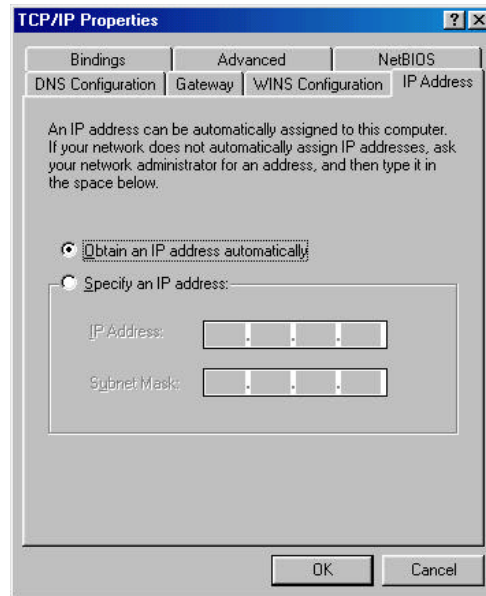 TCP/IP Properties
Bindings Advanced NetBIOS
DNS Configuration Gateway WINS Configuration IP Address
An IP address can be automatically assigned to this computer.
If your network does not automatically assign IP addresses, ask
your network administrator for an address, and then type it in
the space below.
Obtain an IP address automatically
Specify an IP address:
IP Address:
Subnet Mask:
OK Cancel